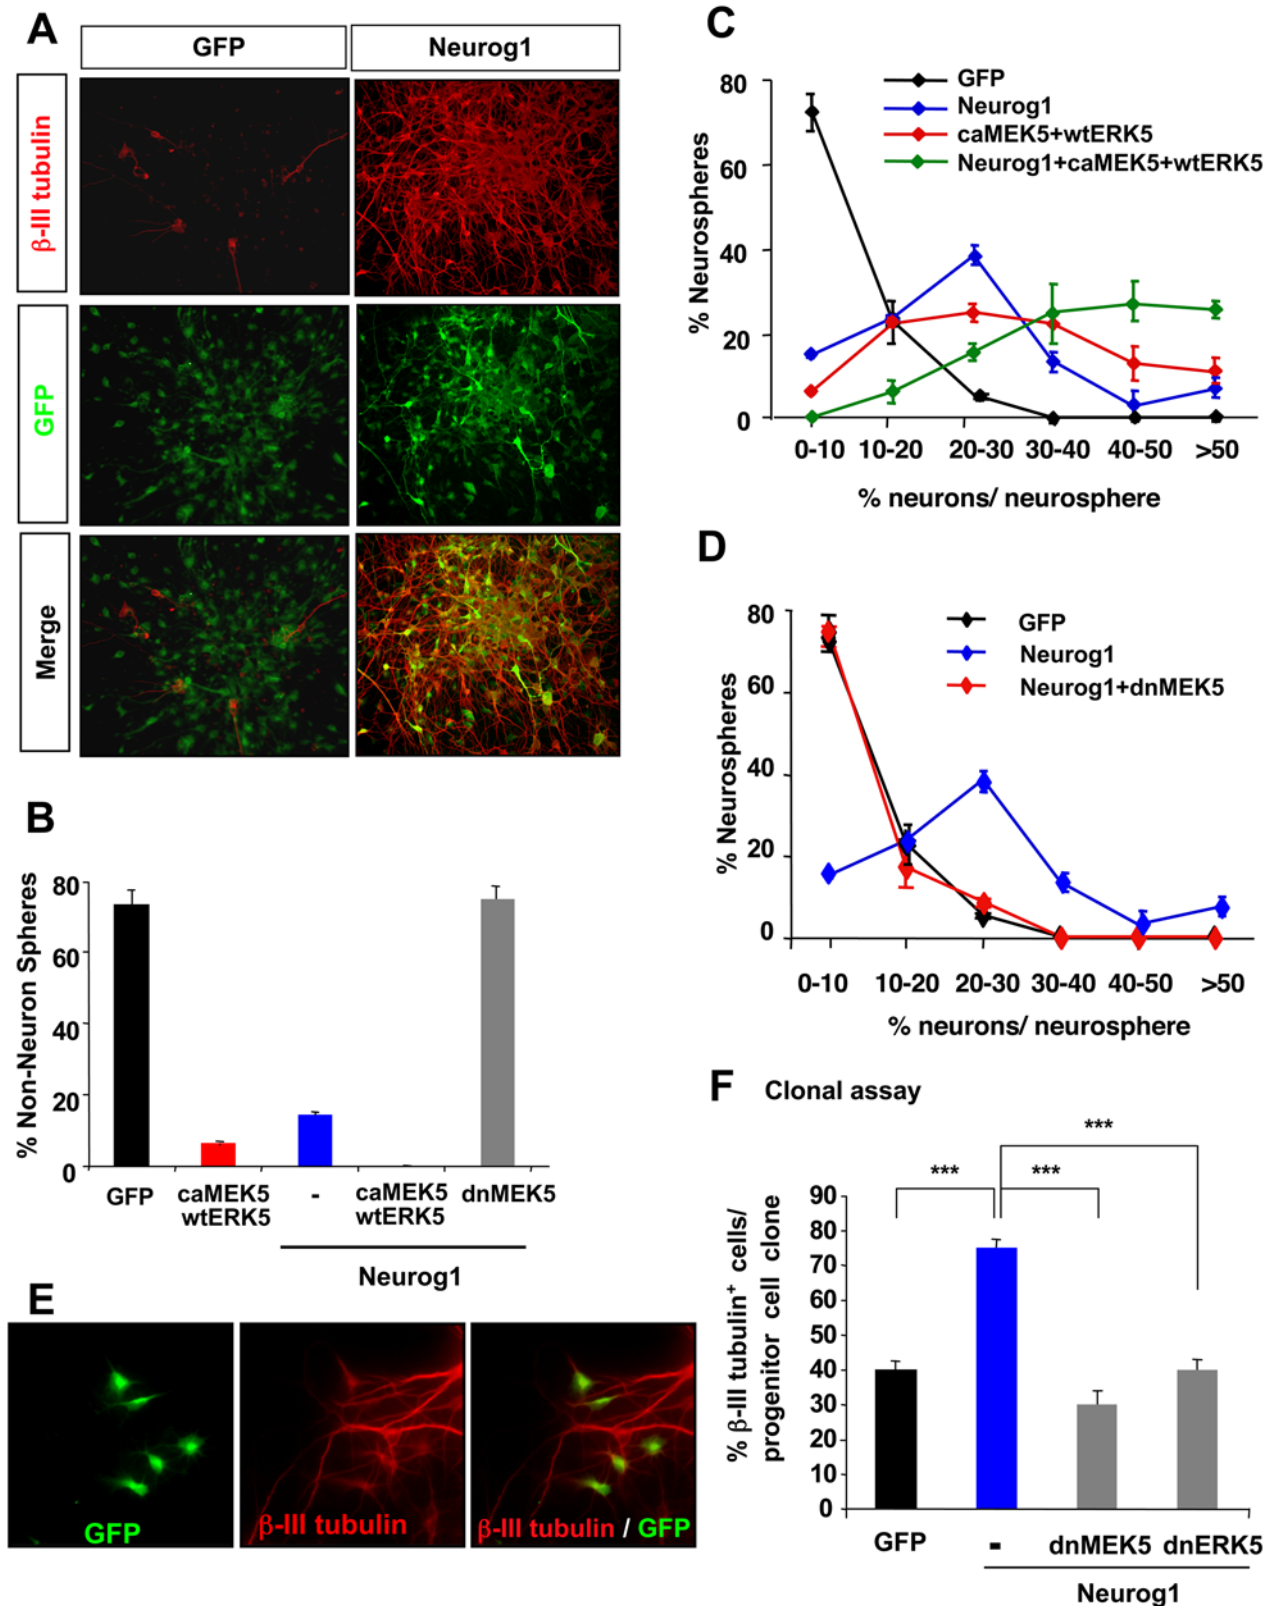 A
GFP
Neurog1
β-III tubulin
GFP
Merge
B
% Non-Neuron Spheres
80
60
40
20
0
GFP
caMEK5
wtERK5
-
caMEK5
wtERK5
dnMEK5
Neurog1
C
% Neurospheres
80
60
40
20
0
GFP
Neurog1
caMEK5+wtERK5
Neurog1+caMEK5+wtERK5
0-10 10-20 20-30 30-40 40-50 >50
% neurons/ neurosphere
D
% Neurospheres
80
60
40
20
0
GFP
Neurog1
Neurog1+dnMEK5
0-10 10-20 20-30 30-40 40-50 >50
% neurons/ neurosphere
E
GFP
β-III tubulin
β-III tubulin / GFP
F Clonal assay
% β-III tubulin⁺ cells/
progenitor cell clone
90
80
70
60
50
40
30
20
10
0
***
***
***
GFP - dnMEK5 dnERK5
Neurog1